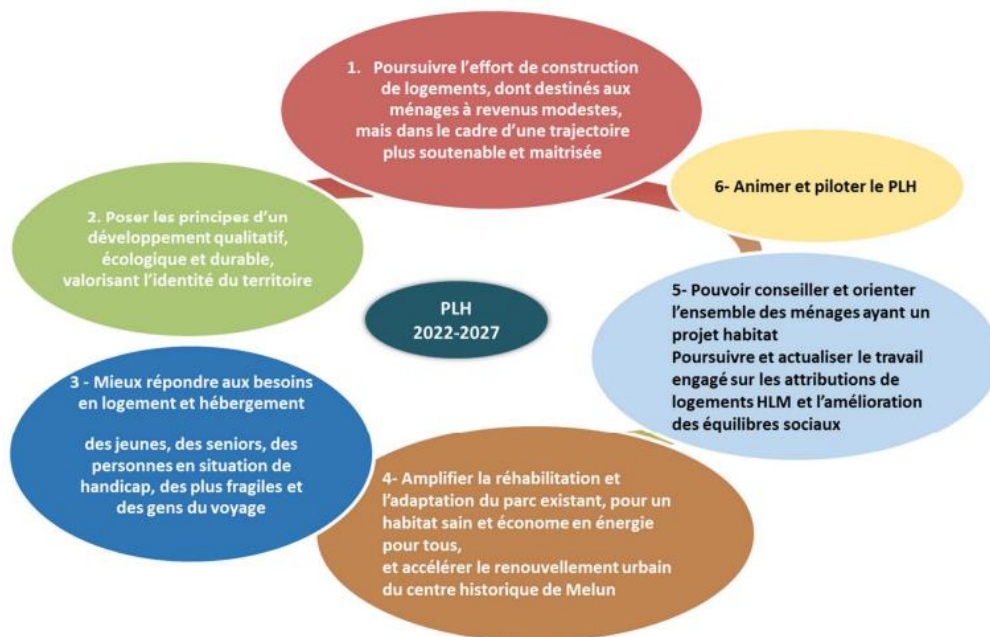 1. Poursuivre l'effort de construction
de logements, dont destinés aux
ménages à revenus modestes,
mais dans le cadre d'une trajectoire
plus soutenable et maitrisée
2. Poser les principes d'un
développement qualitatif,
écologique et durable,
valorisant l'identité du territoire
3 - Mieux répondre aux besoins
en logement et hébergement
des jeunes, des seniors, des
personnes en situation de
handicap, des plus fragiles et
des gens du voyage
4- Amplifier la réhabilitation et
l'adaptation du parc existant, pour un
habitat sain et économe en énergie
pour tous,
et accélérer le renouvellement urbain
du centre historique de Melun
5- Pouvoir conseiller et orienter
l'ensemble des ménages ayant un
projet habitat
Poursuivre et actualiser le travail
engagé sur les attributions de
logements HLM et l'amélioration
des équilibres sociaux
6- Animer et piloter le PLH
PLH
2022-2027